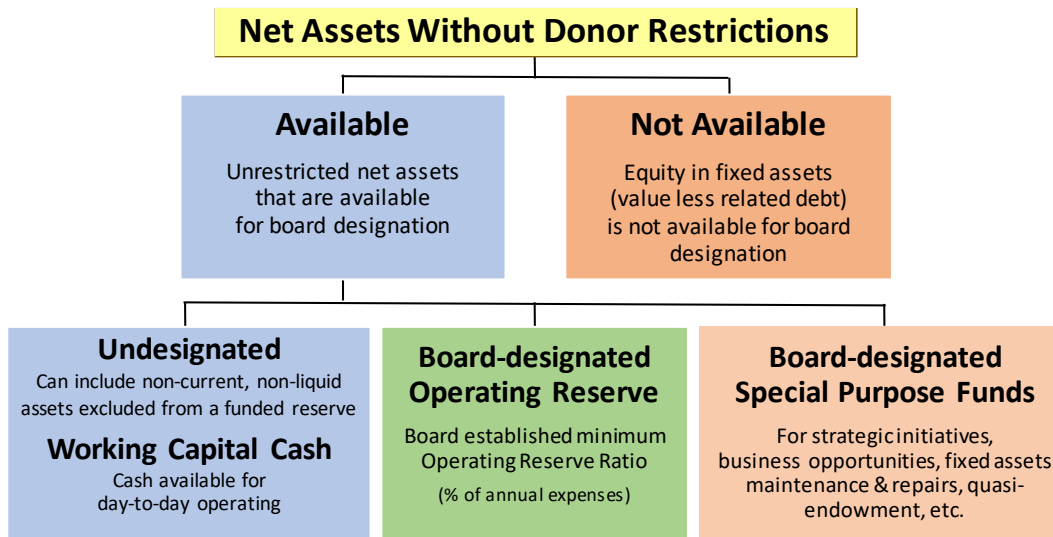 Net Assets Without Donor Restrictions
Available
Unrestricted net assets
that are available
for board designation
Not Available
Equity in fixed assets
(value less related debt)
is not available for board
designation
Undesignated
Can include non-current, non-liquid
assets excluded from a funded reserve
Working Capital Cash
Cash available for
day-to-day operating
Board-designated
Operating Reserve
Board established minimum
Operating Reserve Ratio
(% of annual expenses)
Board-designated
Special Purpose Funds
For strategic initiatives,
business opportunities, fixed assets
maintenance & repairs, quasi-
endowment, etc.